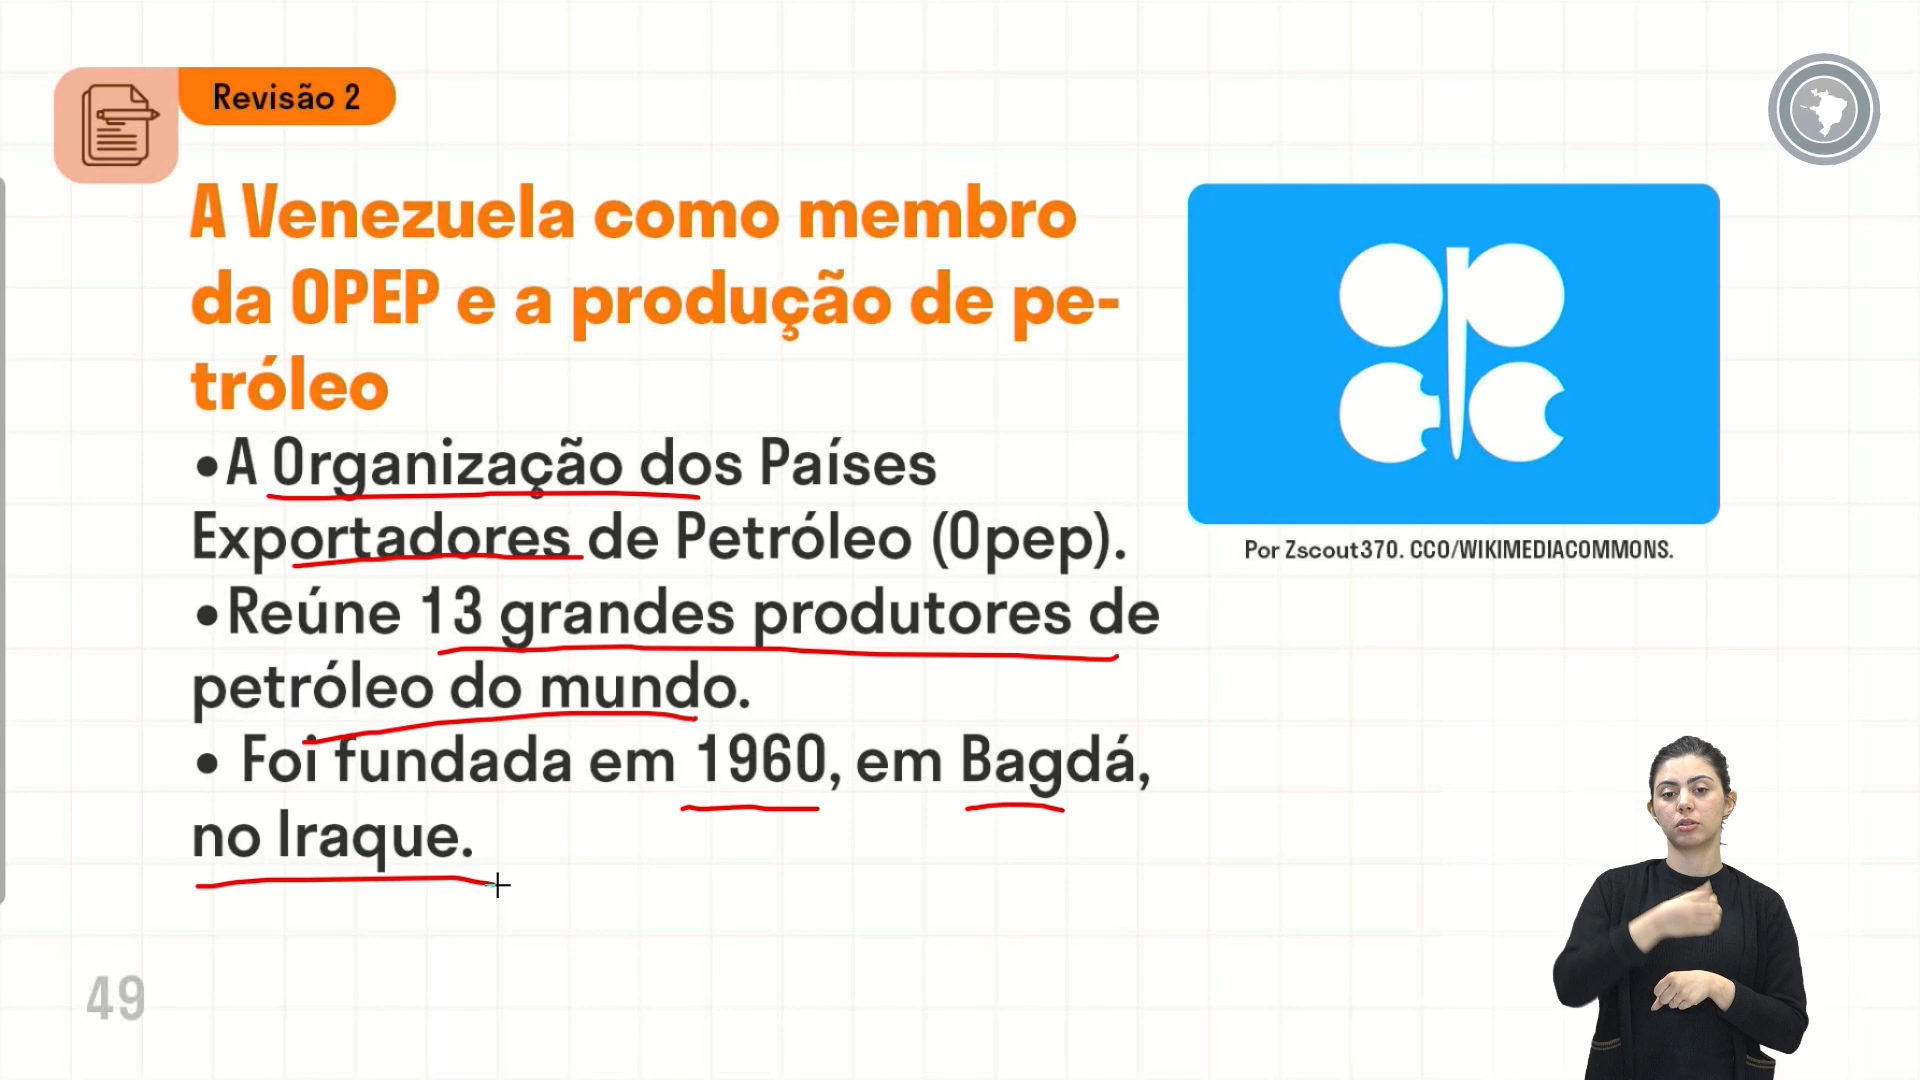 Revisão 2
A Venezuela como membro
da OPEP e a produção de pe-
tróleo
•A Organização dos Países
Exportadores de Petróleo (Opep).
•Reúne 13 grandes produtores de
petróleo do mundo.
• Foi fundada em 1960, em Bagdá,
no Iraque.
Por Zscout370. CCO/WIKIMEDIACOMMONS.
49